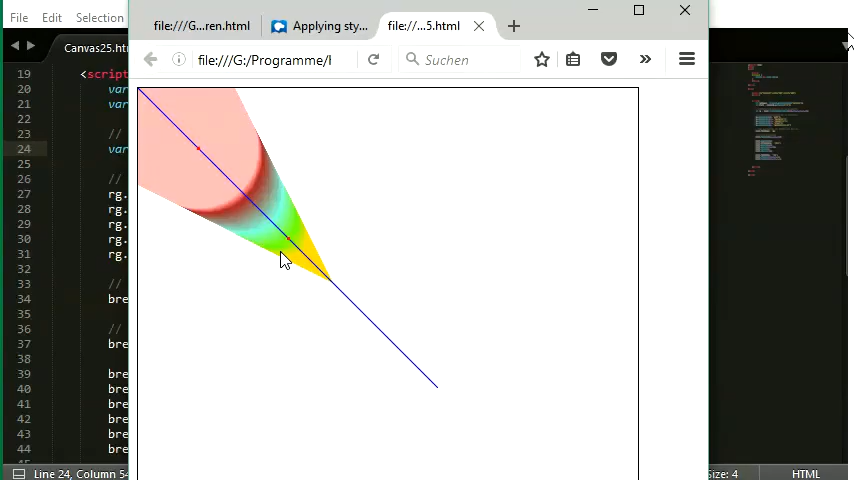 File Edit Selection
file:///G...ren.html
Applying sty...
file://...5.html
Canvas25.ht
file:///G:/Programme/
Suchen
19 <script
20 var
21 var
22
23 //
24 var
25
26 //
27 rg.
28 rg.
29 rg.
30 rg.
31 rg.
32
33 //
34 bre
35
36 //
37 bre
38
39 bre
40 bre
41 bre
42 bre
43 bre
44 bre
Line 24, Column 54
Size: 4
HTML